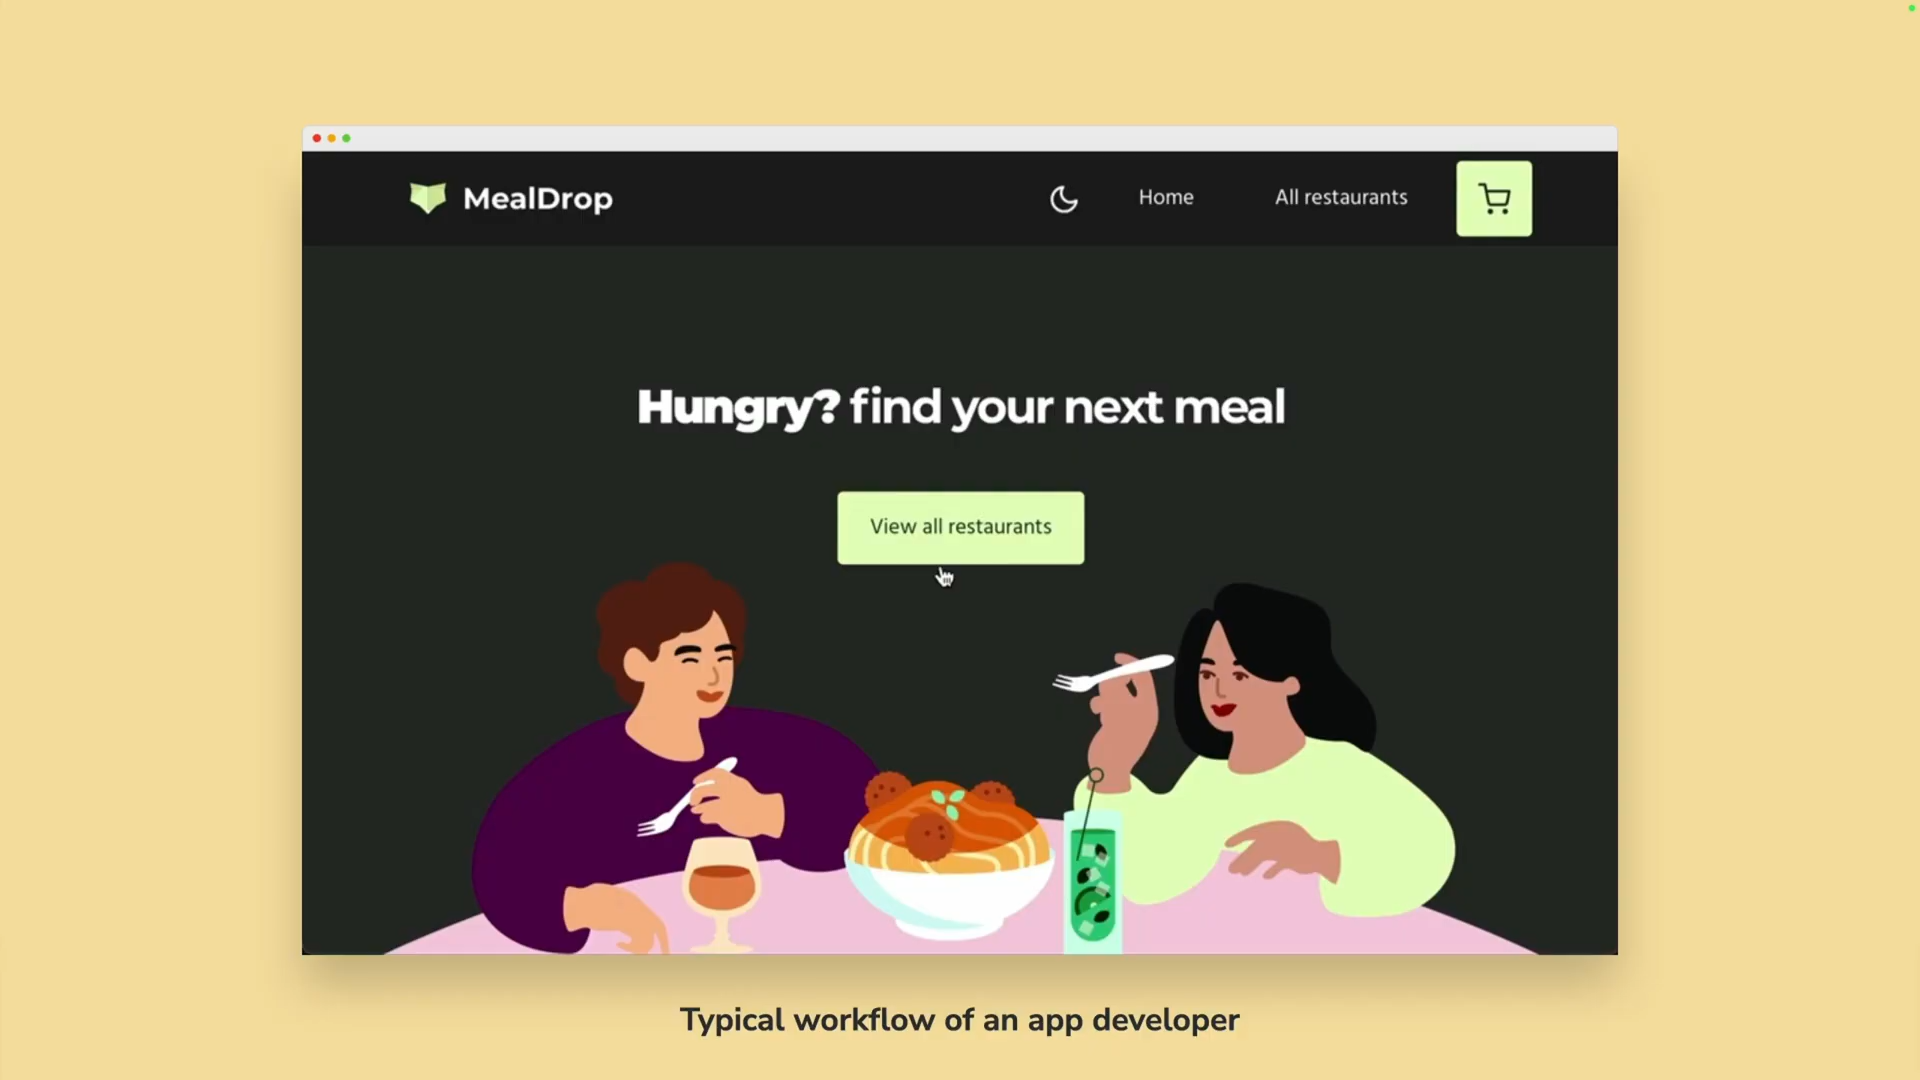 MealDrop
Home
All restaurants
Hungry? find your next meal
View all restaurants
Typical workflow of an app developer